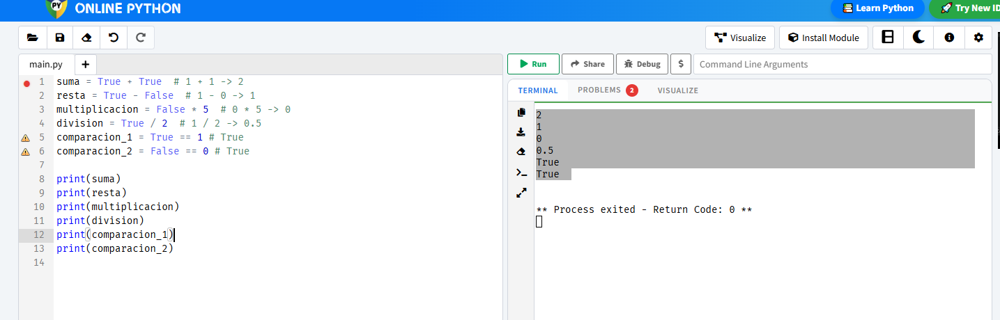 PY ONLINE PYTHON
Learn Python
Try New ID
Visualize
Install Module
main.py +
Run
Share
Debug
$
Command Line Arguments
1 suma = True + True  # 1 + 1 -> 2
2 resta = True - False  # 1 - 0 -> 1
3 multiplicacion = False * 5  # 0 * 5 -> 0
4 division = True / 2  # 1 / 2 -> 0.5
5 comparacion_1 = True == 1 # True
6 comparacion_2 = False == 0 # True
7
8 print(suma)
9 print(resta)
10 print(multiplicacion)
11 print(division)
12 print(comparacion_1)
13 print(comparacion_2)
14
TERMINAL
PROBLEMS 2
VISUALIZE
2
1
0
0.5
True
True
** Process exited - Return Code: 0 **